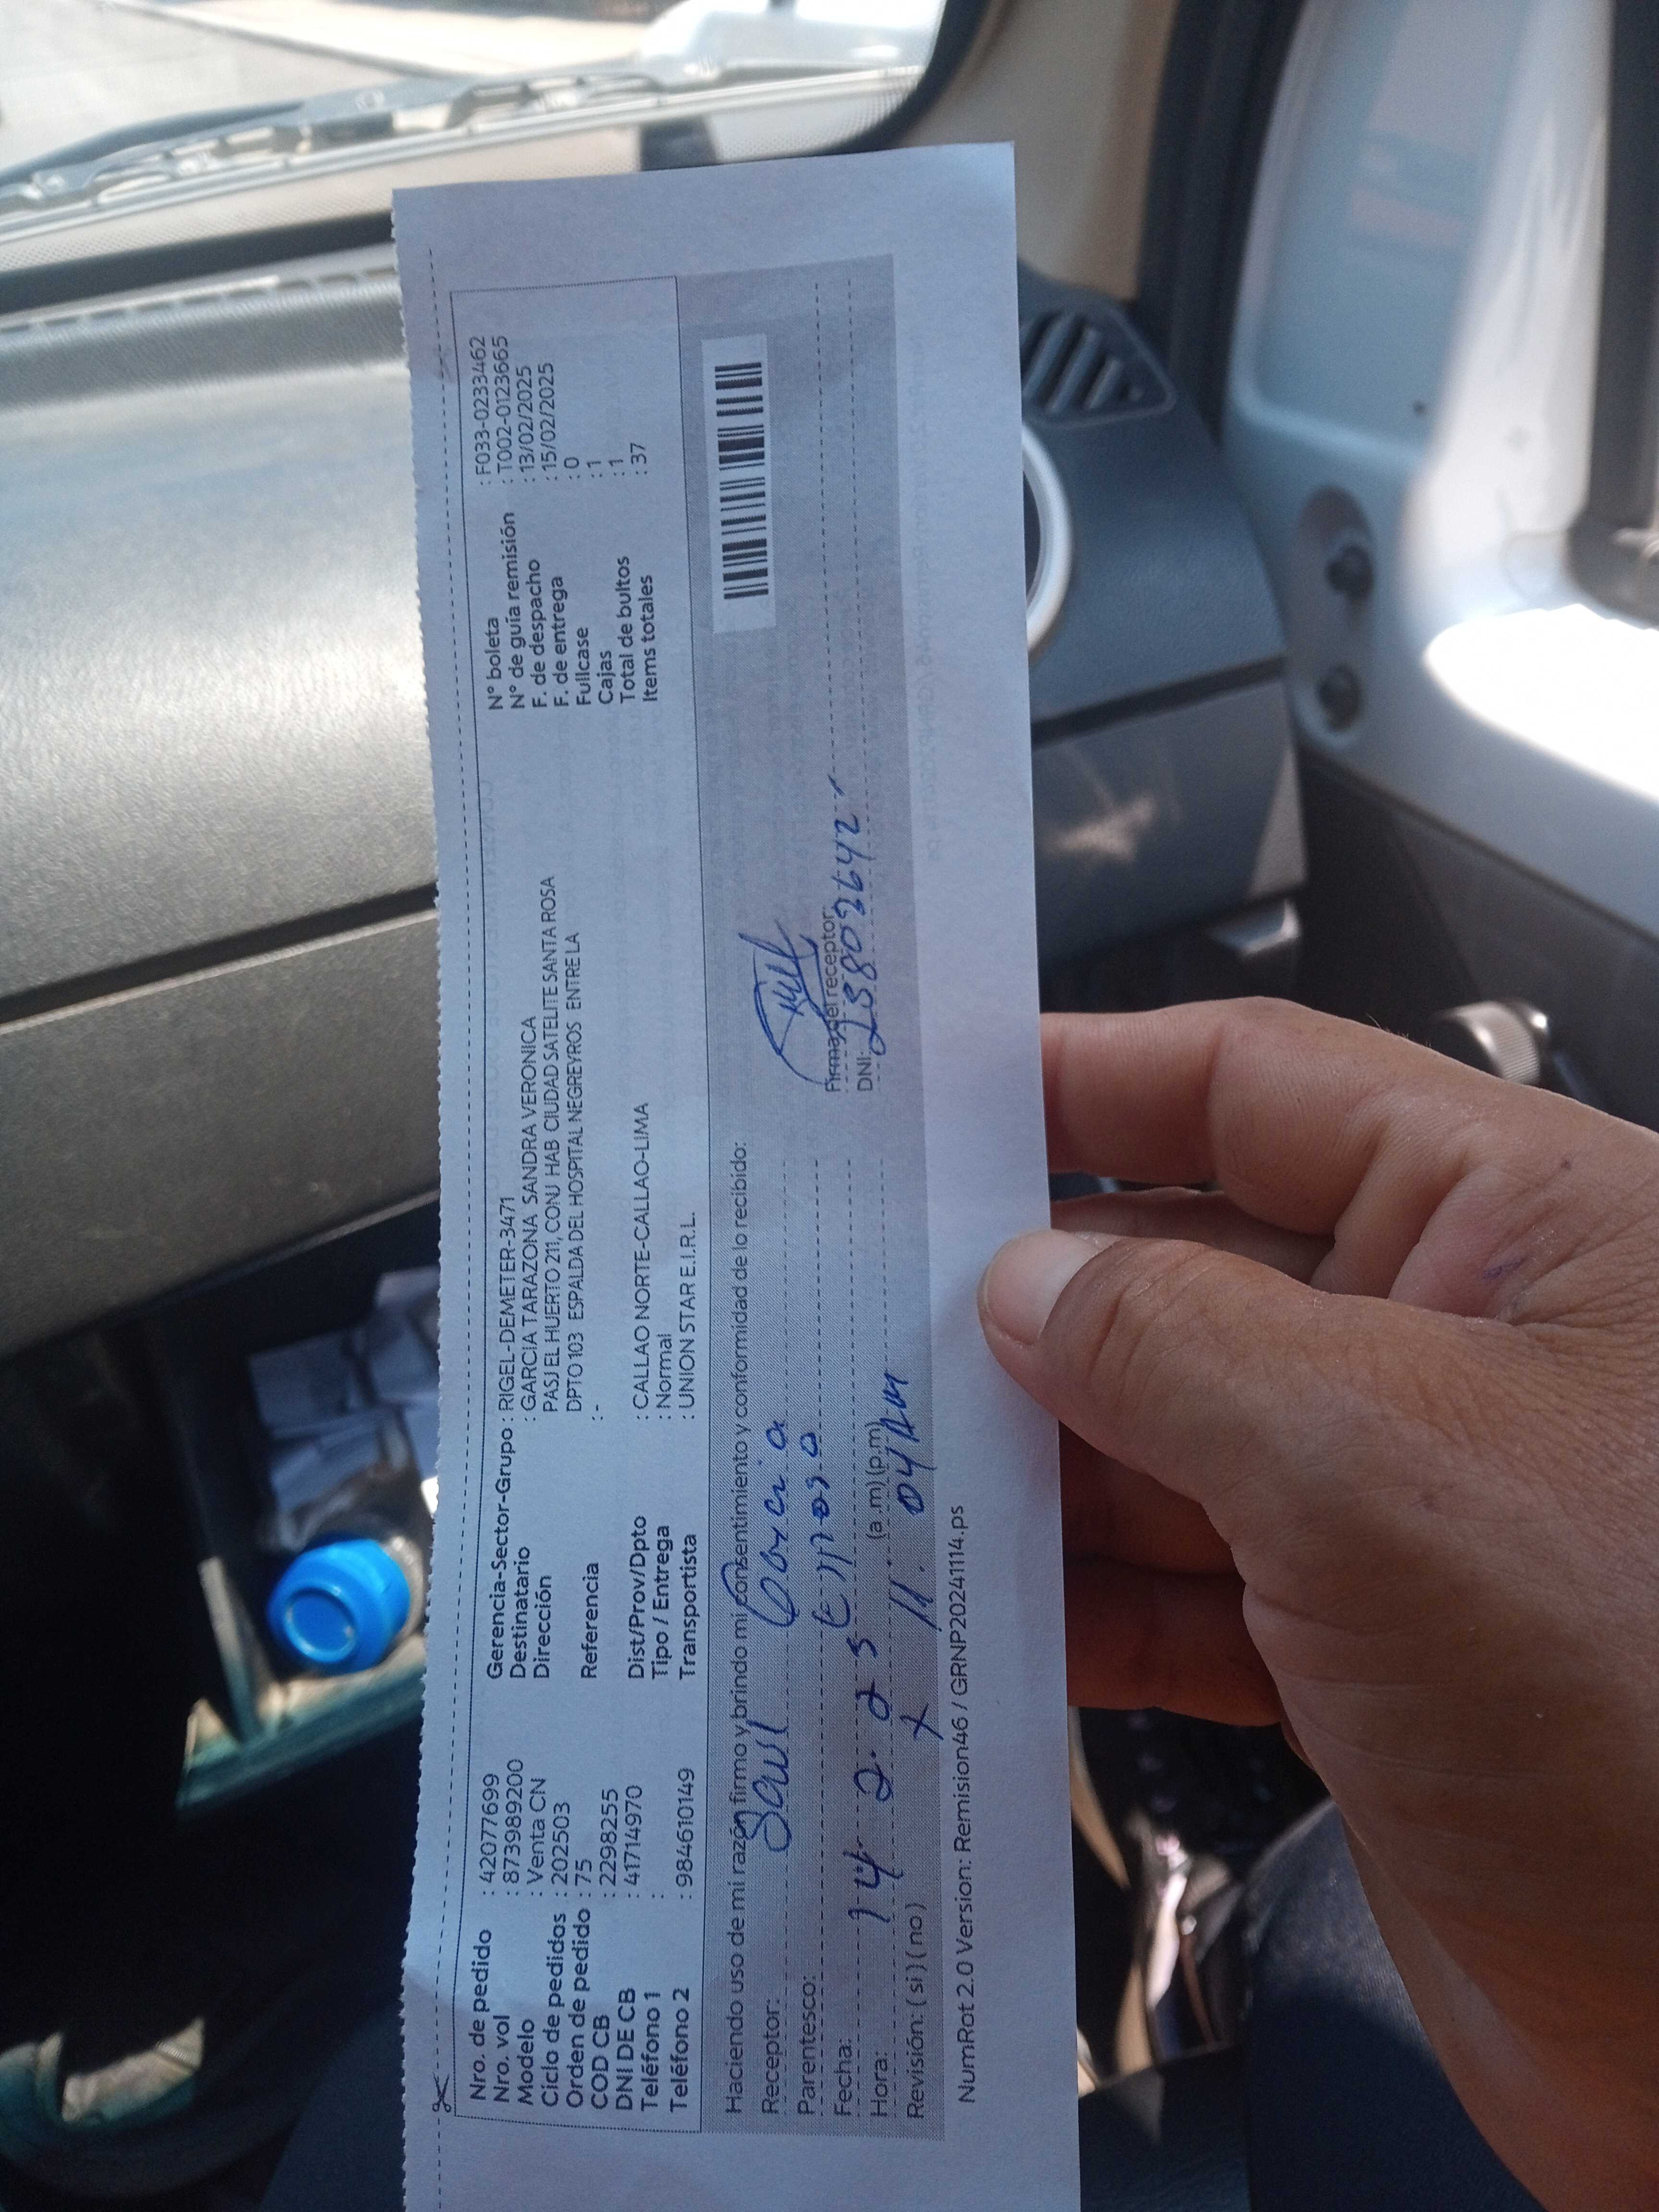 Nro. de pedido : 42077699
Nro. vol : 873989200
Modelo : Venta CN
Ciclo de pedidos : 202503
Orden de pedido : 75
COD CB : 2298255
DNI DE CB : 41714970
Teléfono 1 :
Teléfono 2 : 984610149
Gerencia-Sector-Grupo : RIGEL-DEMETER-3471
Destinatario : GARCIA TARAZONA SANDRA VERONICA
Dirección PASJ EL HUERTO 211, CONJ HAB CIUDAD SATELITE SANTA ROSA
DPTO 103 ESPALDA DEL HOSPITAL NEGREYROS ENTRE LA
Referencia : -
Dist/Prov/Dpto : CALLAO NORTE-CALLAO-LIMA
Tipo / Entrega : Normal
Transportista : UNION STAR E.I.R.L.
N° boleta : F033-0233462
N° de guía remisión : T002-0123665
F. de despacho : 13/02/2025
F. de entrega : 15/02/2025
Fullcase : 0
Cajas : 1
Total de bultos : 1
Items totales : 37
Haciendo uso de mi razón firmo y brindo mi consentimiento y conformidad de lo recibido:
Receptor: Saul Garcia
Parentesco: Esposo
Fecha: 14. 2. 25
Hora: 11. 04 AM (a.m) (p.m)
Revisión: ( si ) ( no ) x
Firma del receptor:
DNI: 25803642
NumRot 2.0 Version: Remision46 / GRNP20241114.ps